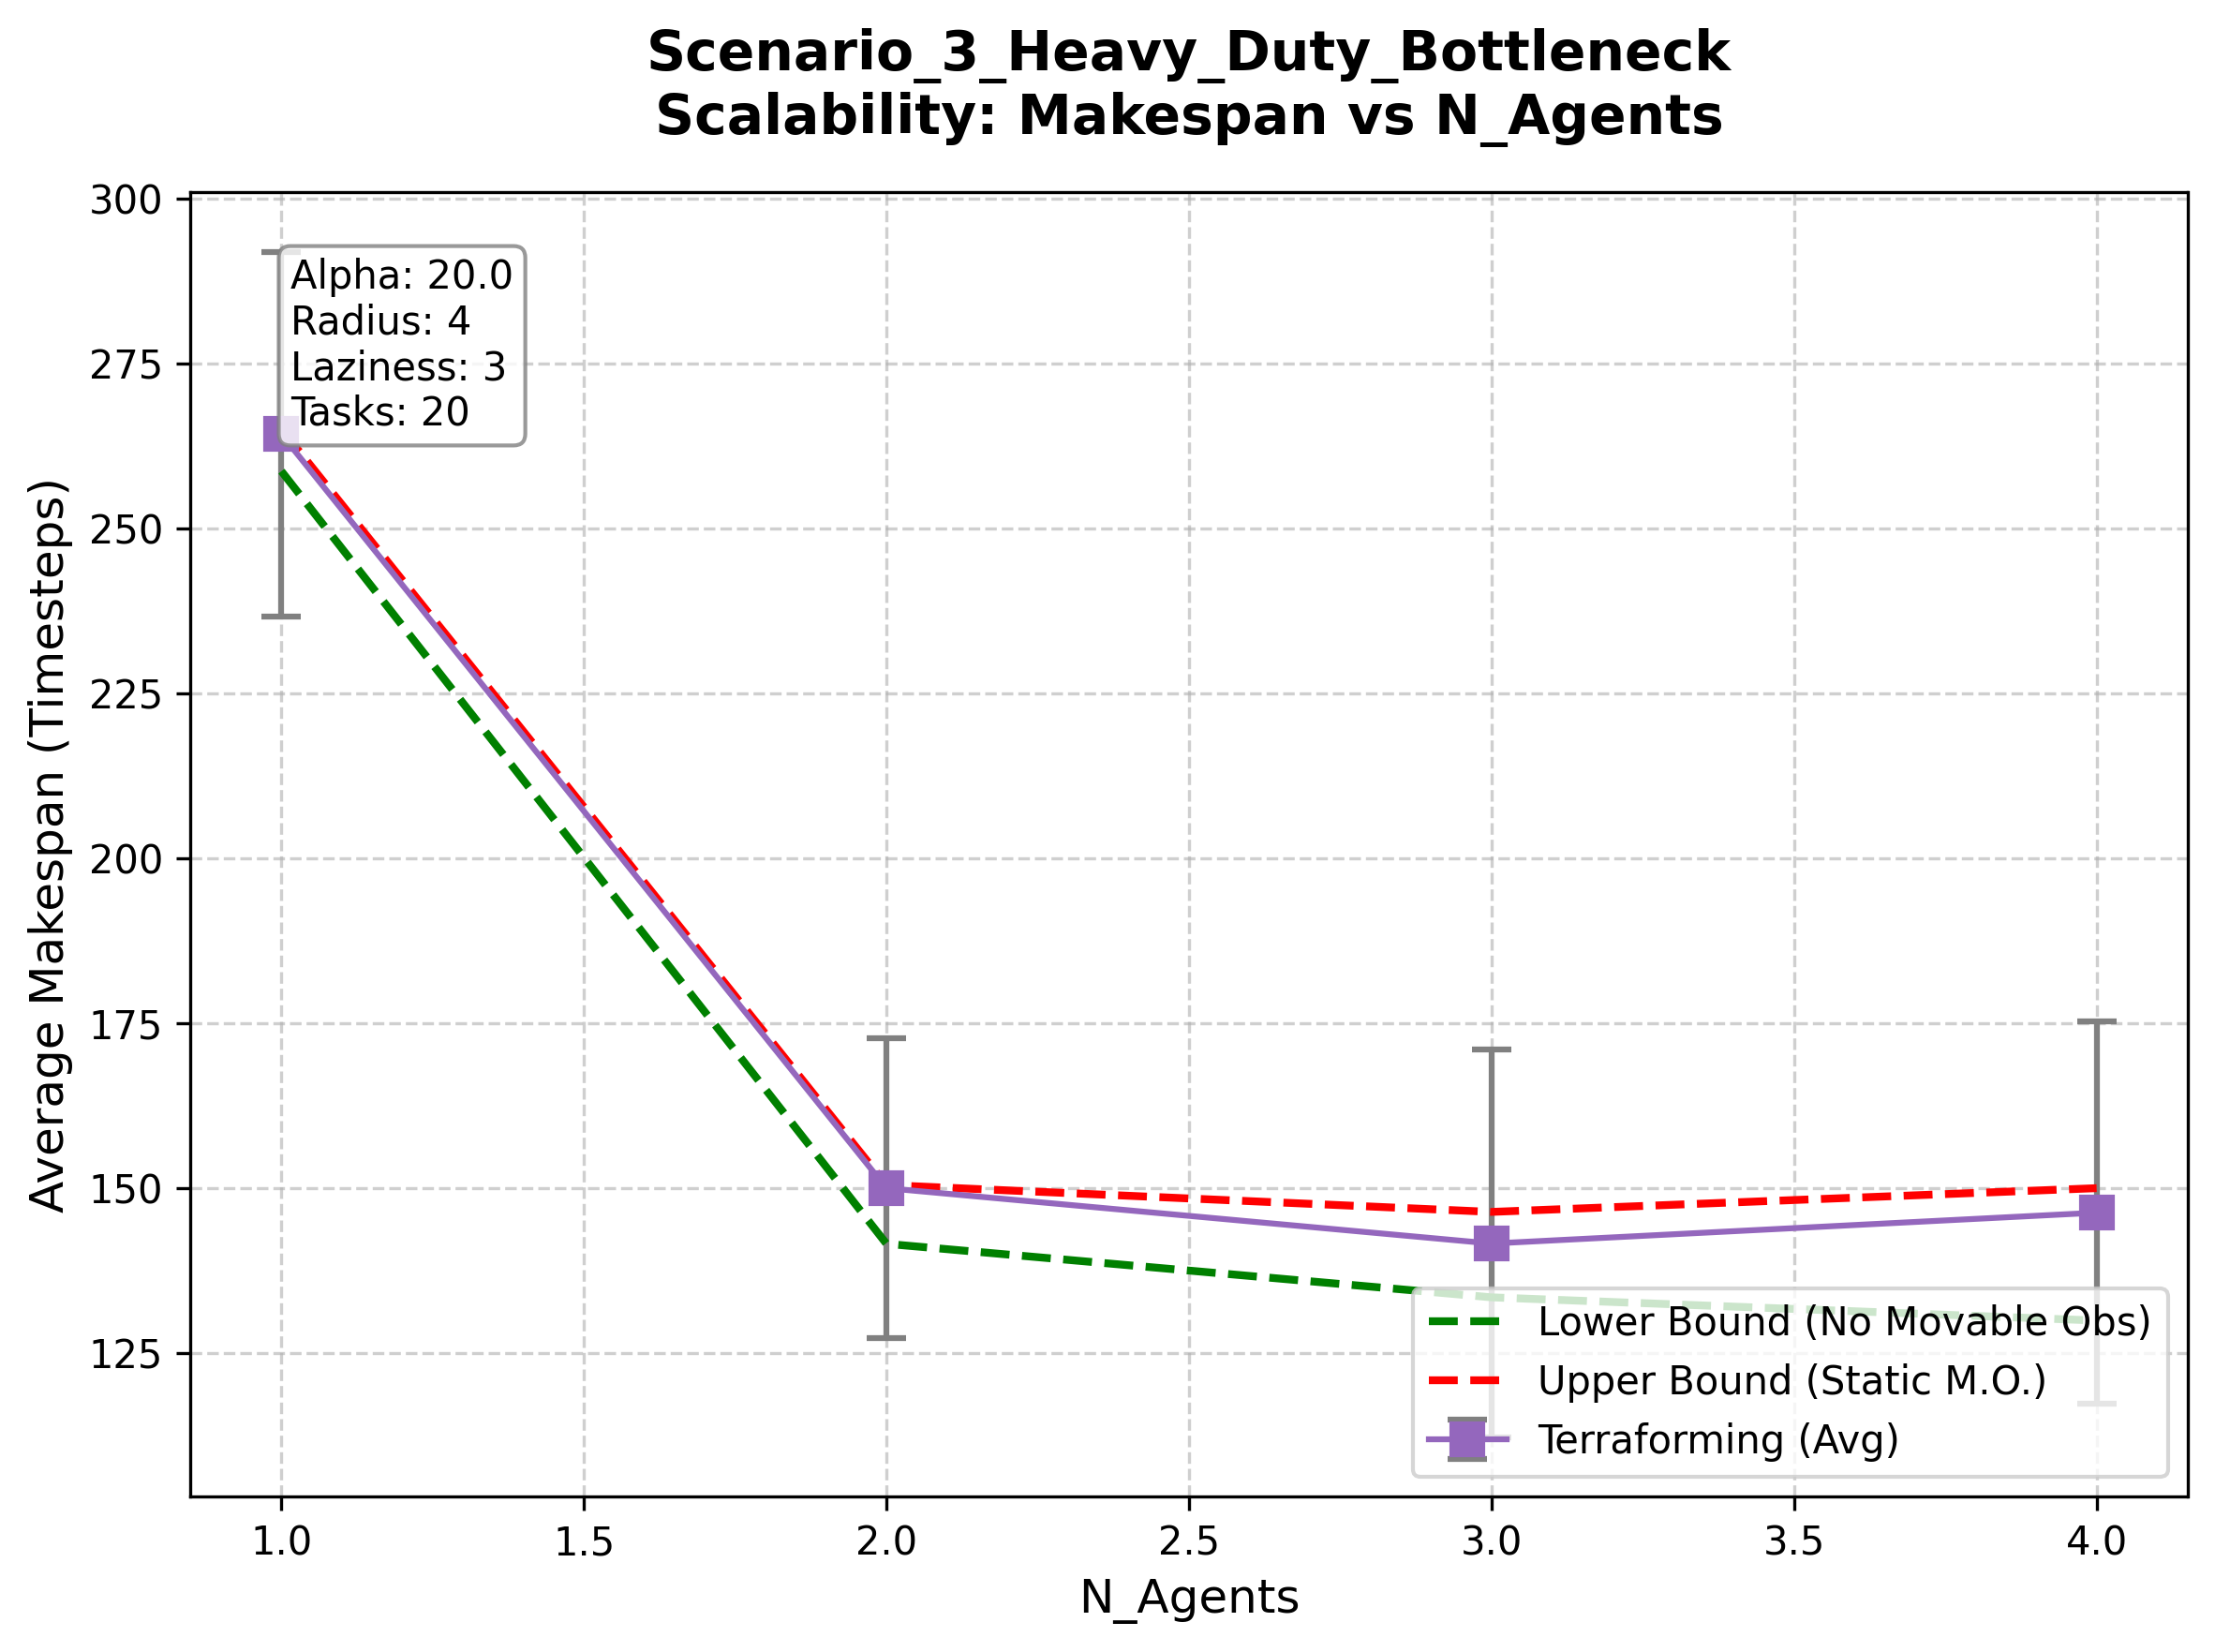 Scenario_3_Heavy_Duty_Bottleneck
Scalability: Makespan vs N_Agents
Average Makespan (Timesteps)
300
275
250
225
200
175
150
125
Alpha: 20.0
Radius: 4
Laziness: 3
Tasks: 20
Lower Bound (No Movable Obs)
Upper Bound (Static M.O.)
Terraforming (Avg)
1.0 1.5 2.0 2.5 3.0 3.5 4.0
N_Agents